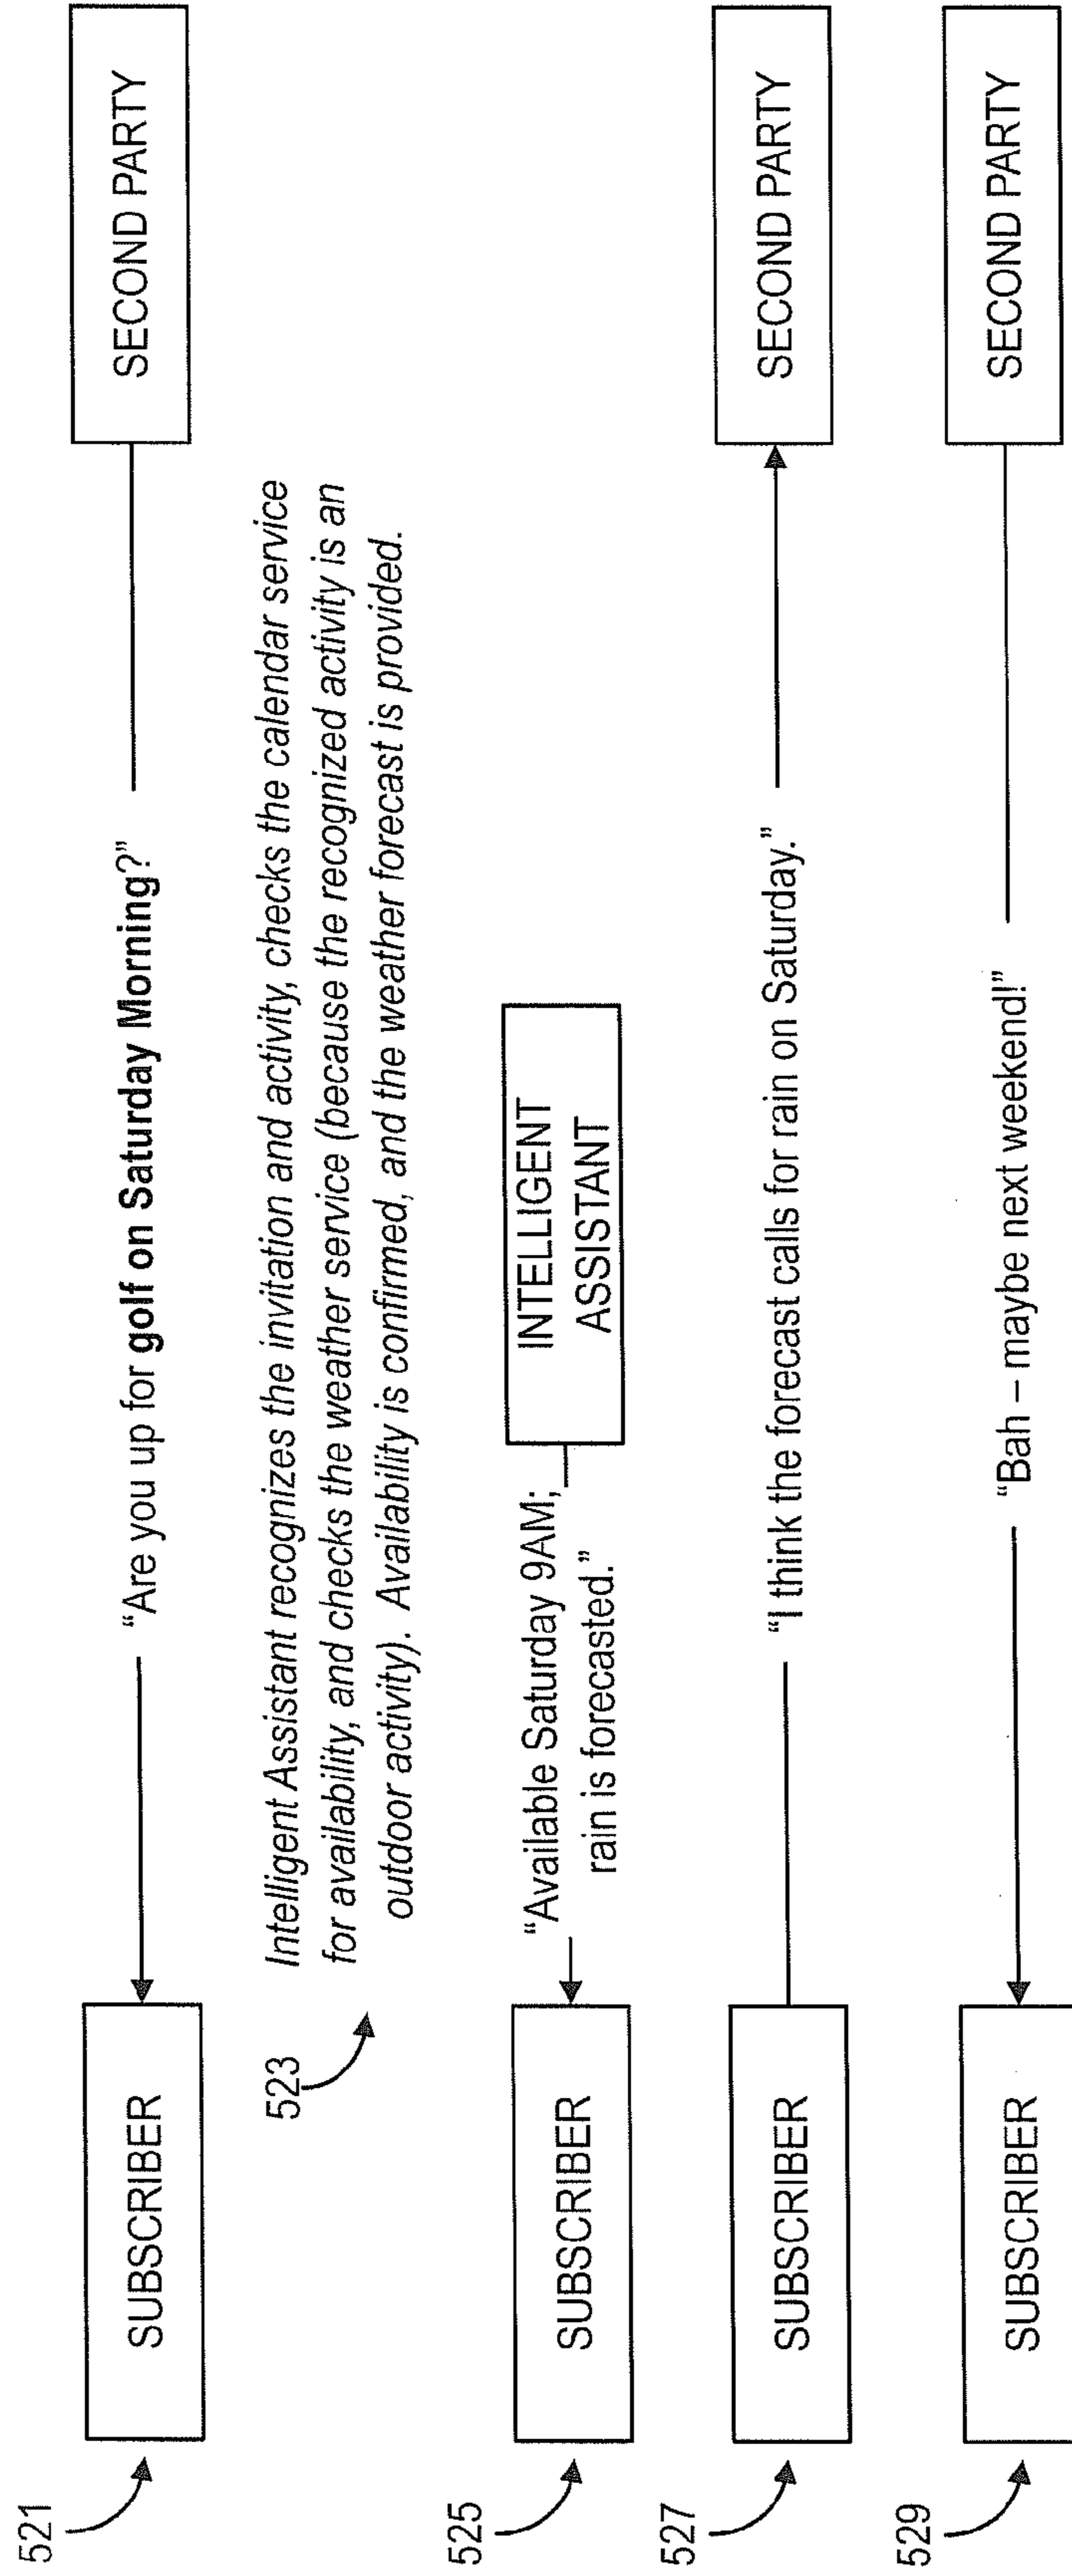 521
SUBSCRIBER
“Are you up for golf on Saturday Morning?”
SECOND PARTY
523
Intelligent Assistant recognizes the invitation and activity, checks the calendar service
for availability, and checks the weather service (because the recognized activity is an
outdoor activity). Availability is confirmed, and the weather forecast is provided.
525
SUBSCRIBER
“Available Saturday 9AM;
rain is forecasted.”
INTELLIGENT
ASSISTANT
527
SUBSCRIBER
“I think the forecast calls for rain on Saturday.”
SECOND PARTY
529
SUBSCRIBER
“Bah – maybe next weekend!”
SECOND PARTY